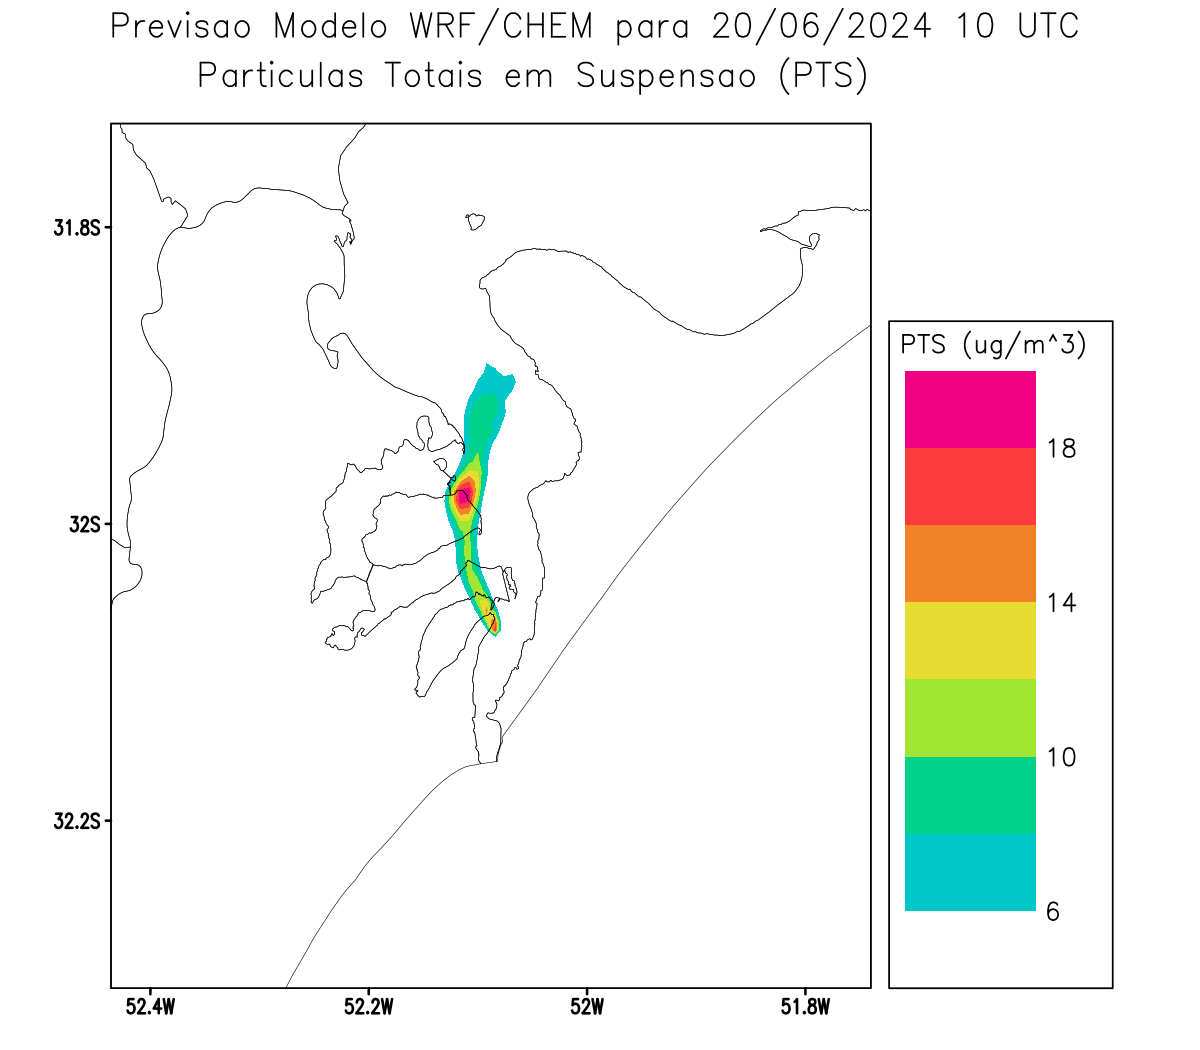 Previsao Modelo WRF/CHEM para 20/06/2024 10 UTC
Particulas Totais em Suspensao (PTS)
31.8S
32S
32.2S
52.4W
52.2W
52W
51.8W
PTS (ug/m^3)
18
14
10
6